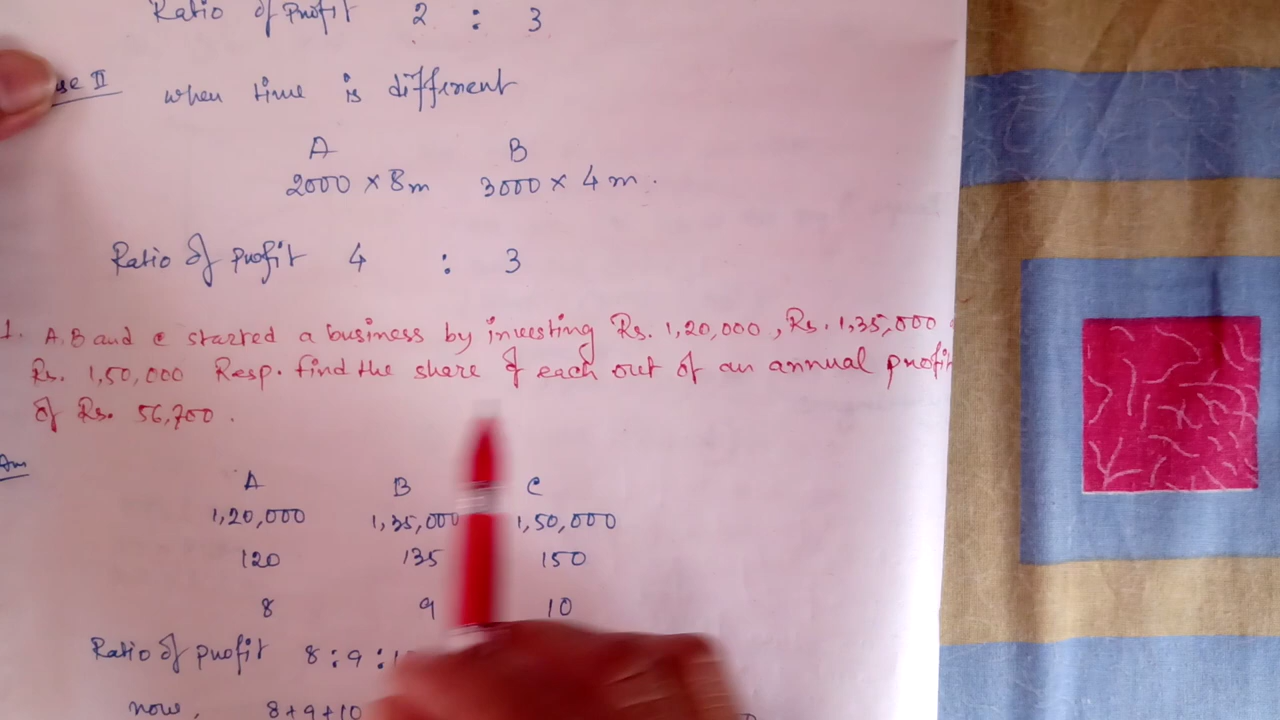 Ratio of profit 2 : 3
se II when time is different
A B
2000 × 8m 3000 × 4 m.
Ratio of profit 4 : 3
1. A, B and C started a business by investing Rs. 1,20,000, Rs. 1,35,000
Rs. 1,50,000 Resp. find the share of each out of an annual profit
of Rs. 56,700.
Ans
A B C
1,20,000 1,35,000 1,50,000
120 135 150
8 9 10
Ratio of profit 8 : 9 :
now, 8+9+10